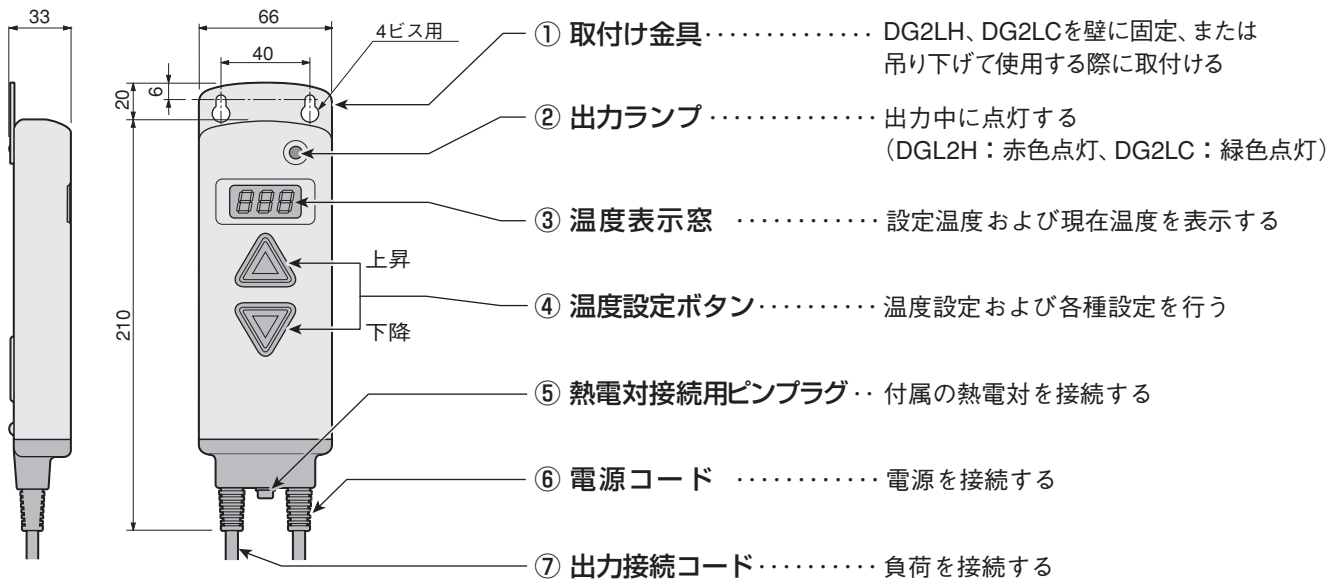 33
66
40
4ビス用
20
6
210
888
上昇
下降
① 取付け金具·············· DG2LH、DG2LCを壁に固定、または
吊り下げて使用する際に取付ける
② 出力ランプ·············· 出力中に点灯する
（DGL2H：赤色点灯、DG2LC：緑色点灯）
③ 温度表示窓 ············ 設定温度および現在温度を表示する
④ 温度設定ボタン·········· 温度設定および各種設定を行う
⑤ 熱電対接続用ピンプラグ·· 付属の熱電対を接続する
⑥ 電源コード ············ 電源を接続する
⑦ 出力接続コード·········· 負荷を接続する